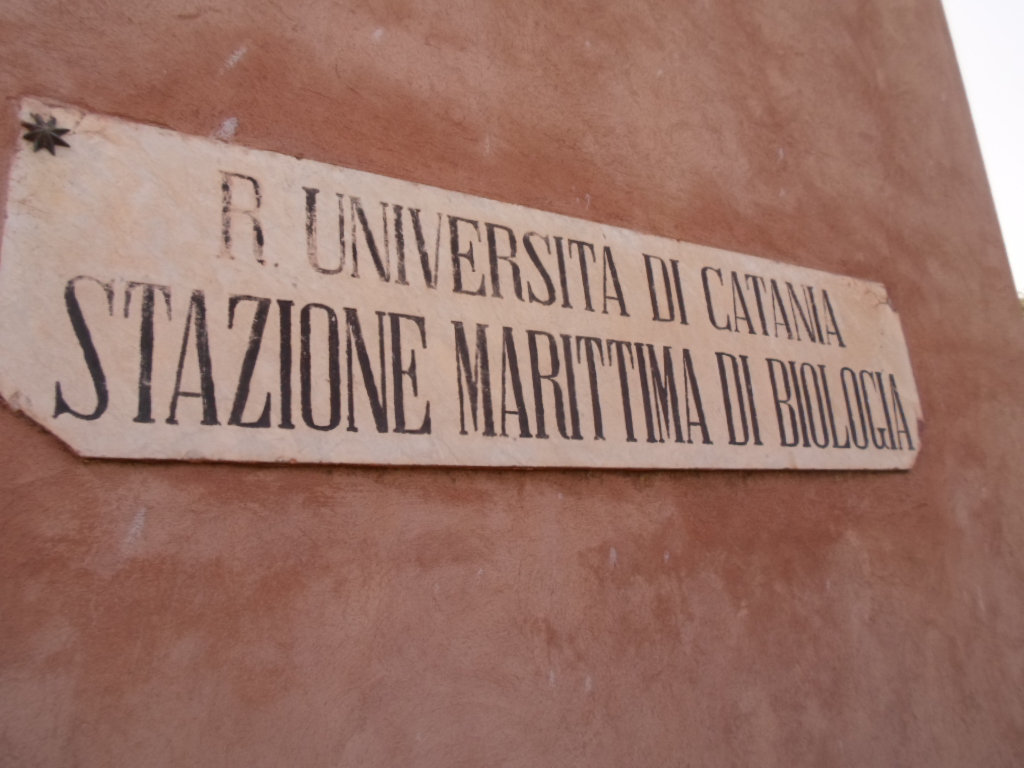 R. UNIVERSITA DI CATANIA
STAZIONE MARITTIMA DI BIOLOGIA